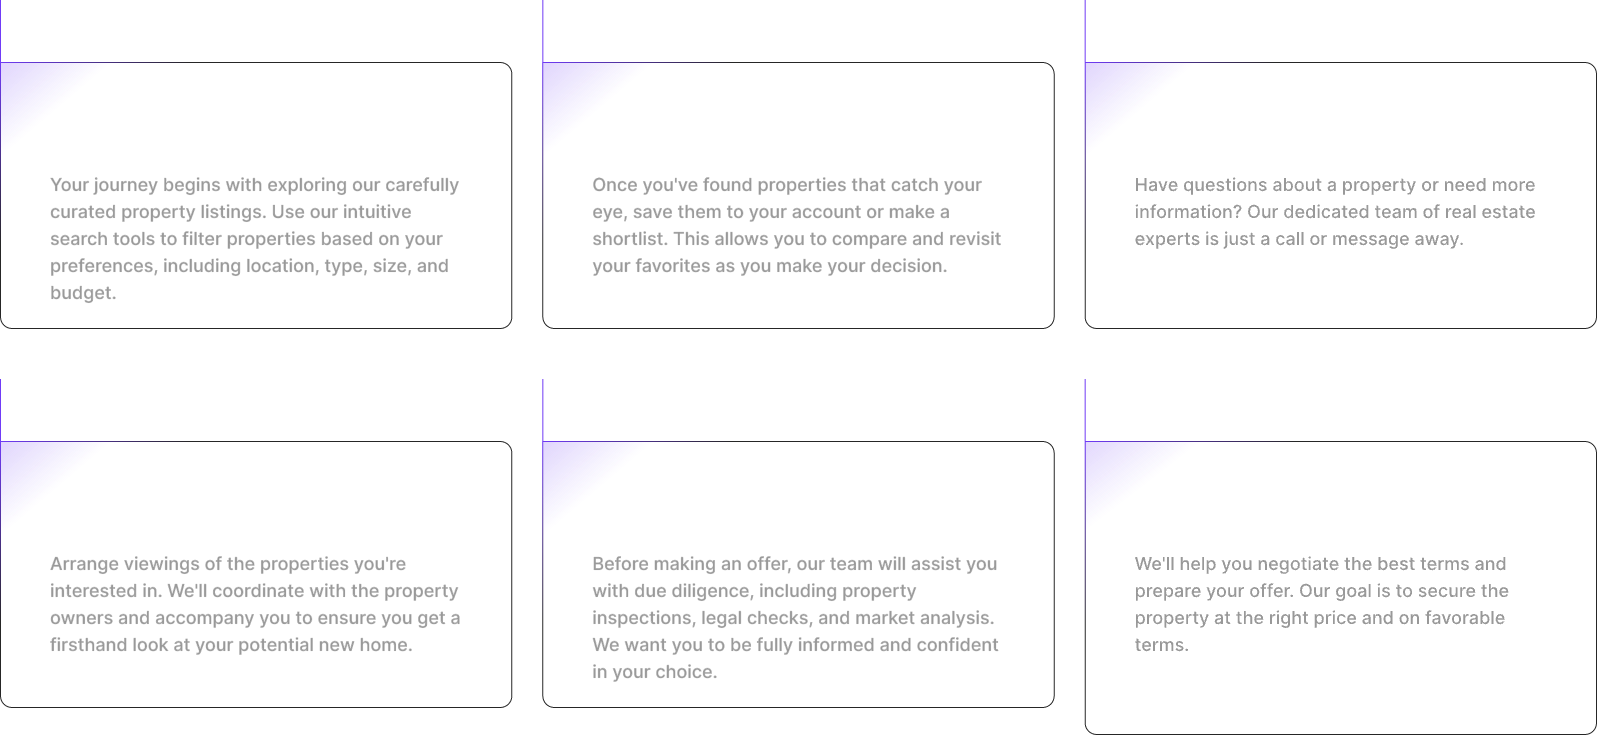 Your journey begins with exploring our carefully
curated property listings. Use our intuitive
search tools to filter properties based on your
preferences, including location, type, size, and
budget.
Once you've found properties that catch your
eye, save them to your account or make a
shortlist. This allows you to compare and revisit
your favorites as you make your decision.
Have questions about a property or need more
information? Our dedicated team of real estate
experts is just a call or message away.
Arrange viewings of the properties you're
interested in. We'll coordinate with the property
owners and accompany you to ensure you get a
firsthand look at your potential new home.
Before making an offer, our team will assist you
with due diligence, including property
inspections, legal checks, and market analysis.
We want you to be fully informed and confident
in your choice.
We'll help you negotiate the best terms and
prepare your offer. Our goal is to secure the
property at the right price and on favorable
terms.